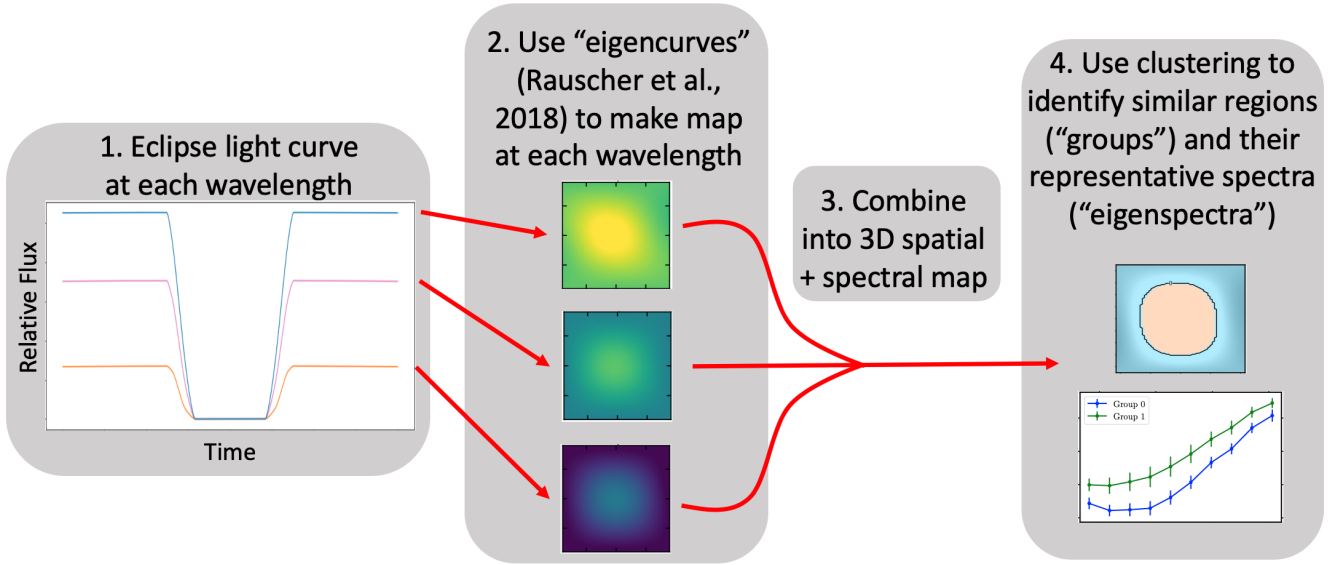 1. Eclipse light curve
at each wavelength
Relative Flux
Time
2. Use “eigencurves”
(Rauscher et al.,
2018) to make map
at each wavelength
3. Combine
into 3D spatial
+ spectral map
4. Use clustering to
identify similar regions
(“groups”) and their
representative spectra
(“eigenspectra”)
Group 0
Group 1